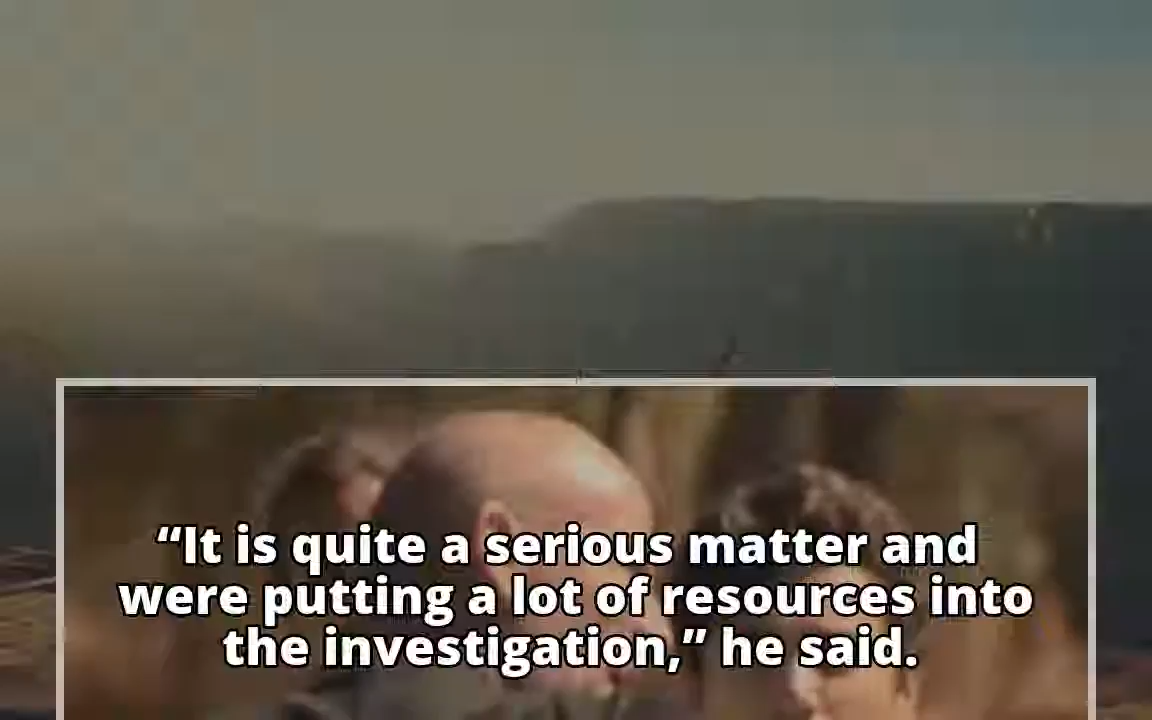 “It is quite a serious matter and
were putting a lot of resources into
the investigation,” he said.